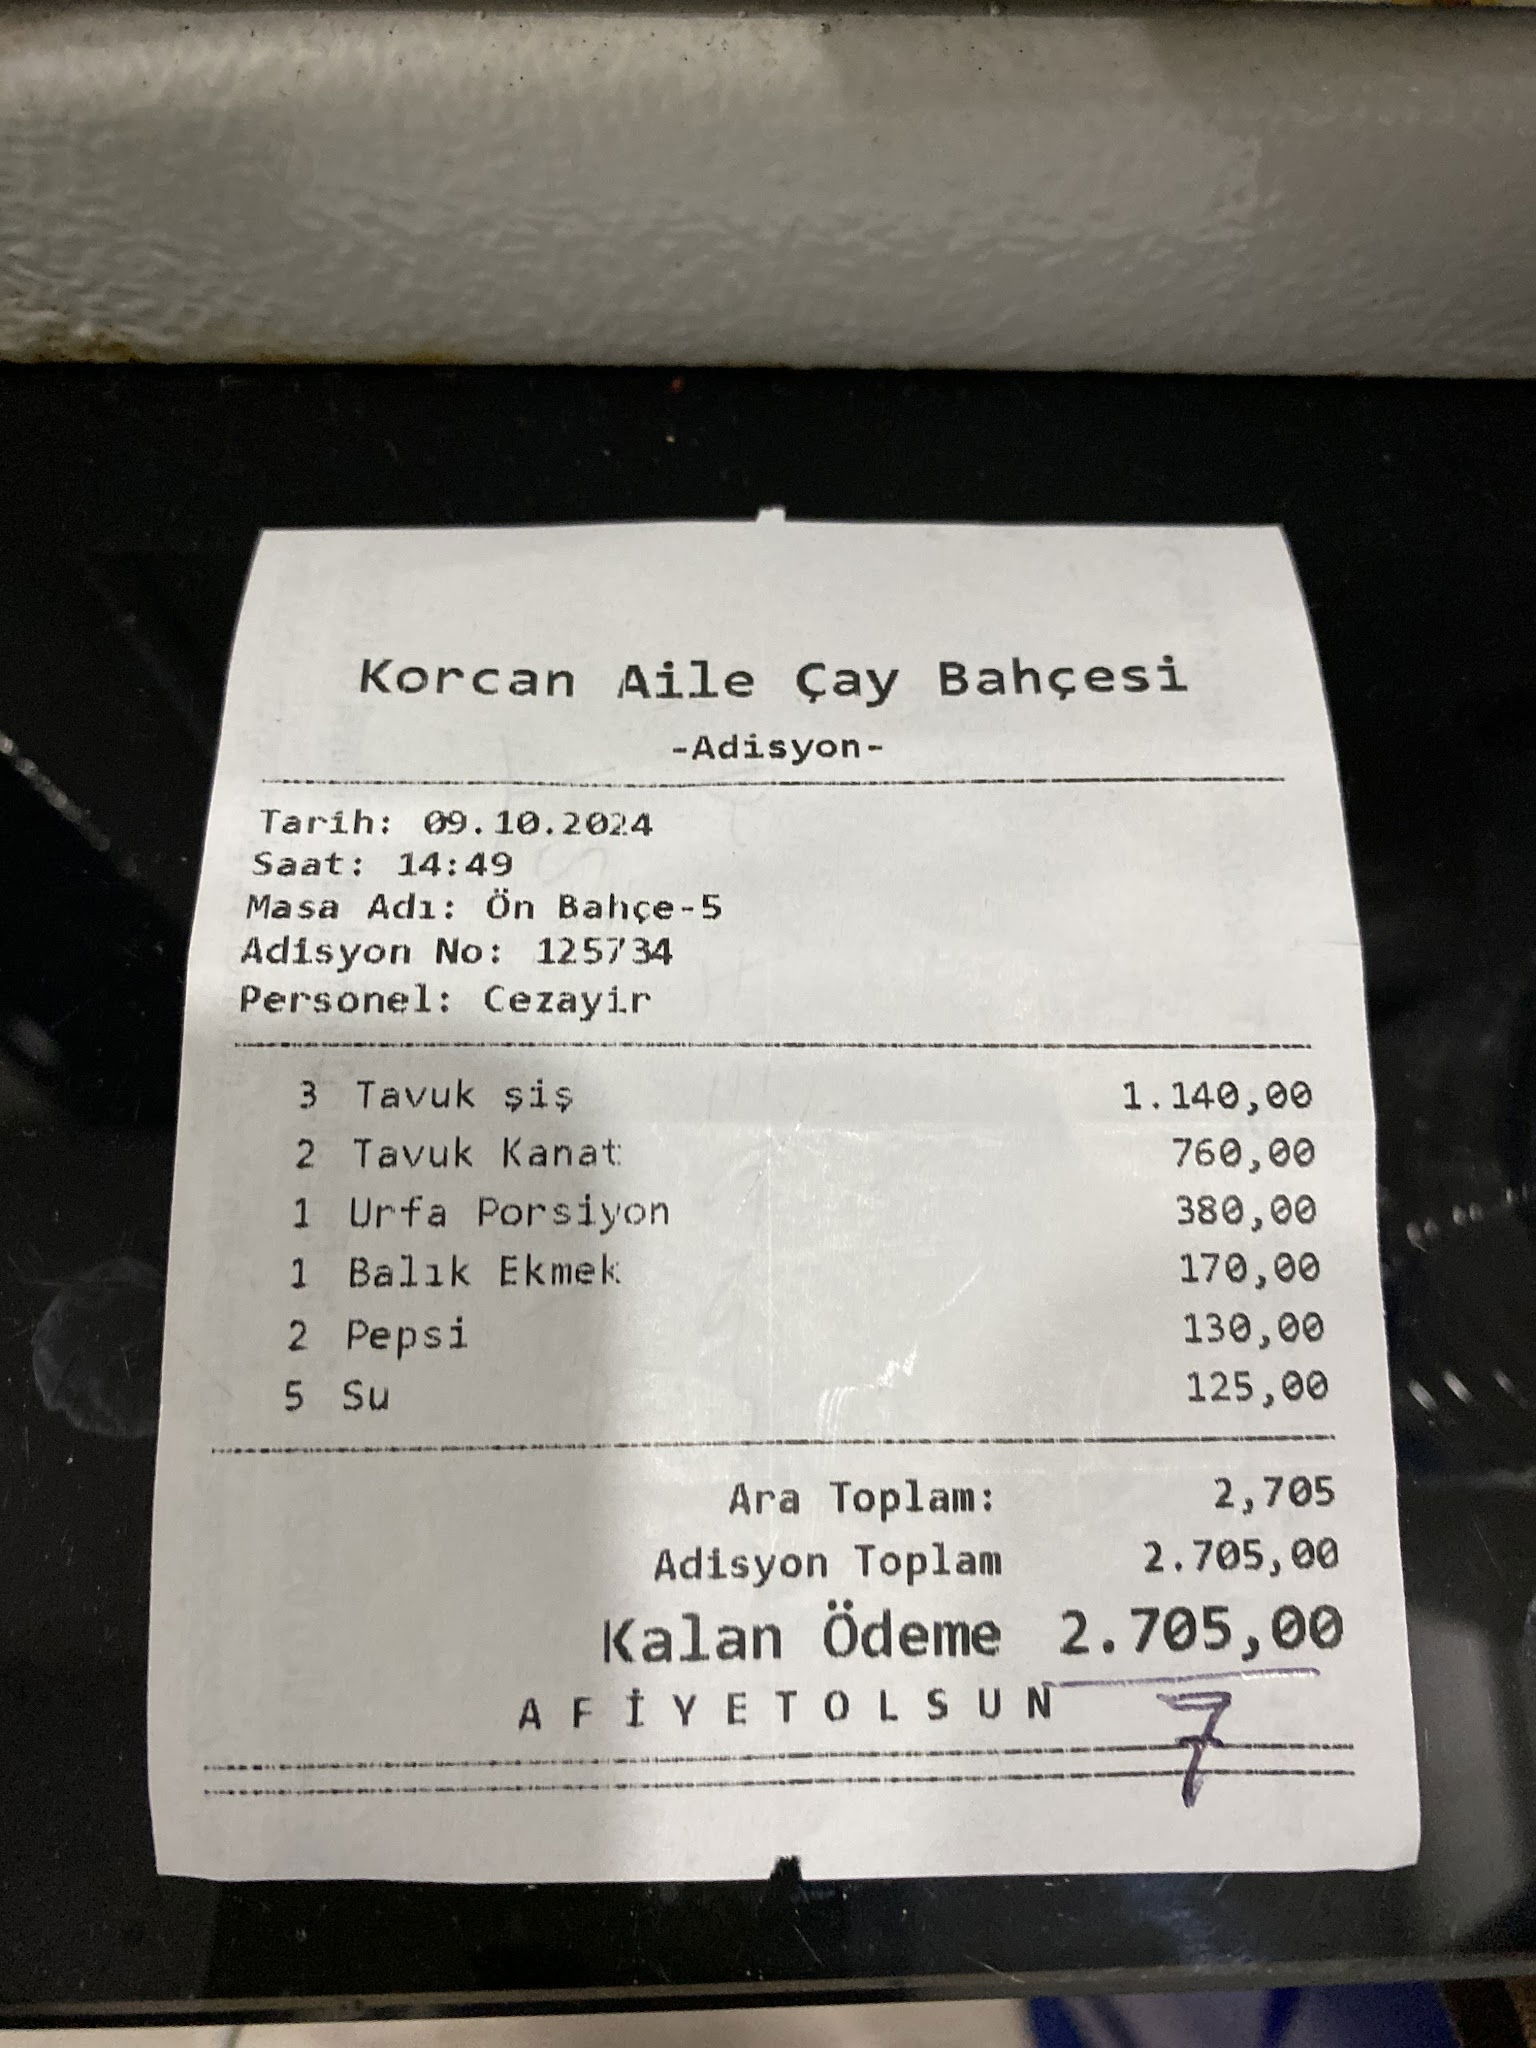 Korcan Aile Çay Bahçesi
-Adisyon-
Tarih: 09.10.2024
Saat: 14:49
Masa Adı: Ön Bahçe-5
Adisyon No: 125734
Personel: Cezayir
3 Tavuk şiş 1.140,00
2 Tavuk Kanat 760,00
1 Urfa Porsiyon 380,00
1 Balık Ekmek 170,00
2 Pepsi 130,00
5 Su 125,00
Ara Toplam: 2,705
Adisyon Toplam 2.705,00
Kalan Ödeme 2.705,00
A F İ Y E T O L S U N
7